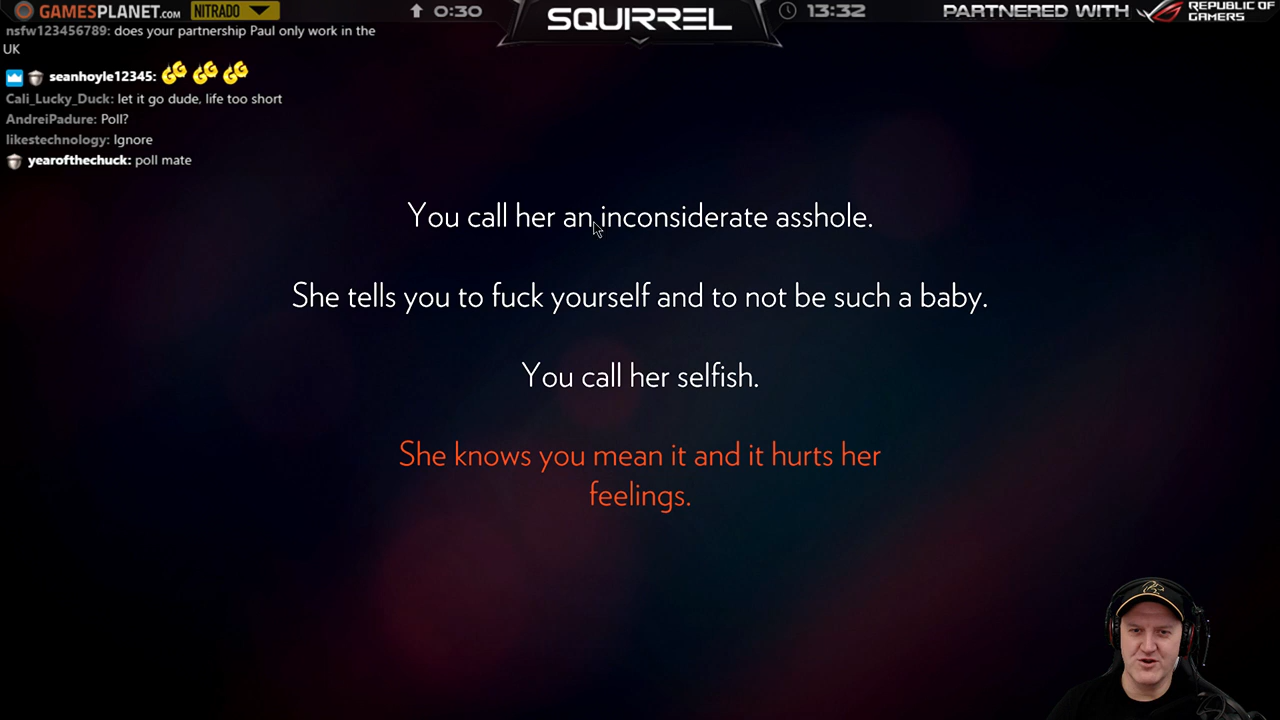 GAMESPLANET.COM NITRADO 0:30 SQUIRREL 13:32 PARTNERED WITH REPUBLIC OF
GAMERS
nsfw123456789: does your partnership Paul only work in the
UK
seanhoyle12345: GG GG GG
Cali_Lucky_Duck: let it go dude, life too short
AndreiPadure: Poll?
likestechnology: Ignore
yearofthechuck: poll mate
You call her an inconsiderate asshole.
She tells you to fuck yourself and to not be such a baby.
You call her selfish.
She knows you mean it and it hurts her
feelings.